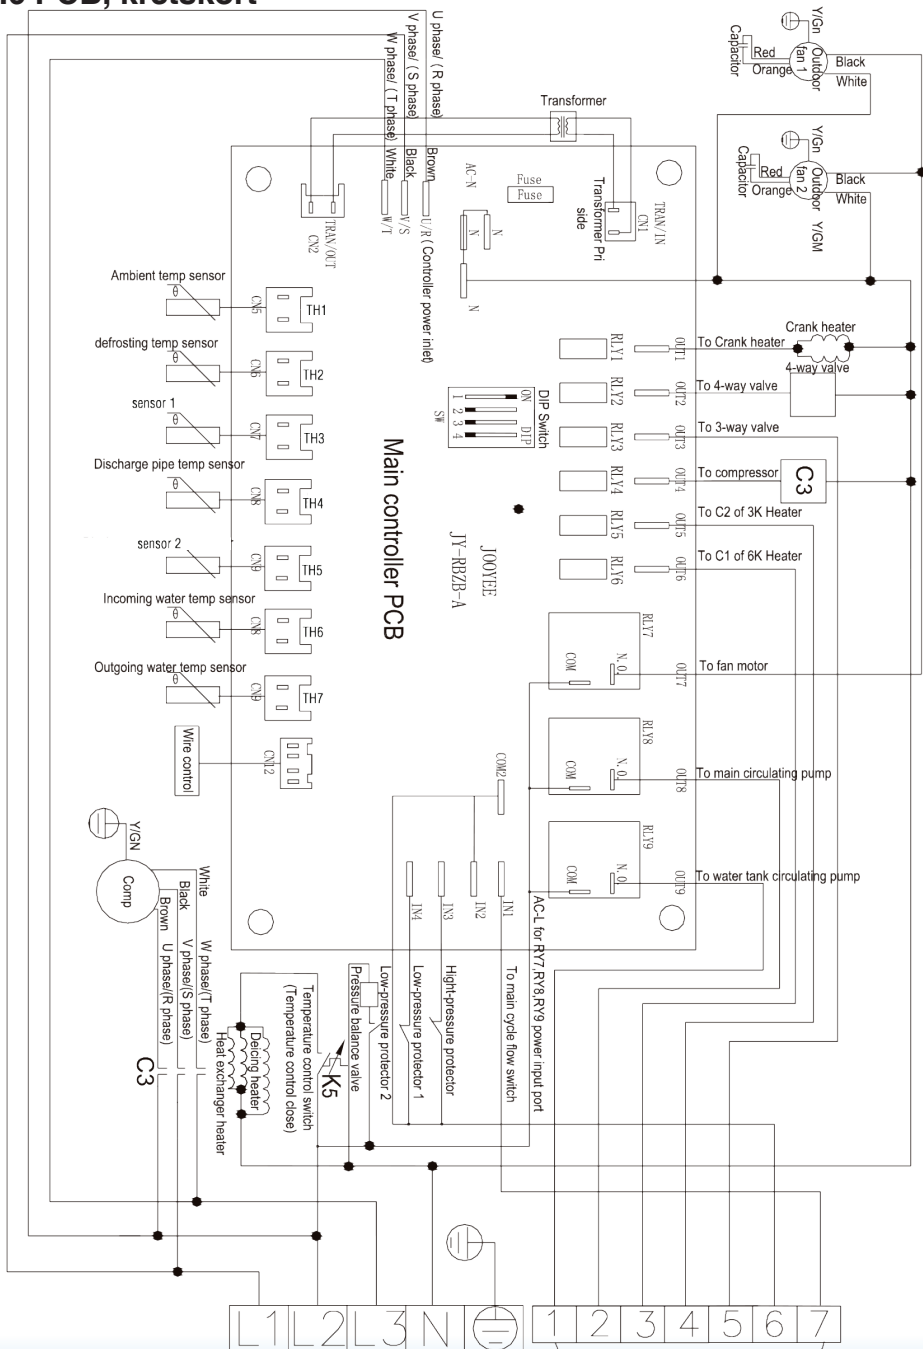 U phase/ ( R phase)
V phase/ ( S phase)
W phase/ ( T phase)
Brown
Black
White
Transformer
Y/Gn
Outdoor
fan 1
Red
Orange
Capacitor
Black
White
Y/Gn
Outdoor
fan 2
Red
Orange
Capacitor
Black
White
Y/GM
TRAN/OUT
CN2
W/T
V/S
U/R ( Controller power inlet)
AC-N
N
N
N
Fuse
Fuse
Transformer Pri
side
CN1
TRAN/IN
Ambient temp sensor
θ
CN5
TH1
defrosting temp sensor
θ
CN6
TH2
sensor 1
θ
CN7
TH3
Discharge pipe temp sensor
θ
CN8
TH4
sensor 2
CN9
TH5
Incoming water temp sensor
θ
CN8
TH6
Outgoing water temp sensor
θ
CN9
TH7
Wire control
CN12
DIP Switch
ON
DIP
1
2
3
4
SW
Main controller PCB
JOOYEE
JY-RBZB-A
RLY1
OUT1
To Crank heater
Crank heater
RLY2
OUT2
To 4-way valve
4-way valve
RLY3
OUT3
To 3-way valve
RLY4
OUT4
To compressor
C3
RLY5
OUT5
To C2 of 3K Heater
RLY6
OUT6
To C1 of 6K Heater
RLY7
COM
N.O.
OUT7
To fan motor
RLY8
COM
N.O.
OUT8
To main circulating pump
RLY9
COM
N.O.
OUT9
To water tank circulating pump
COM2
IN4
IN3
IN2
IN1
Y/GN
Comp
White
Black
Brown
W phase/(T phase)
V phase/(S phase)
U phase/(R phase)
C3
Deicing heater
Heat exchanger heater
Temperature control switch
(Temperature control close)
K5
Pressure balance valve
Low-pressure protector 2
Low-pressure protector 1
Hight-pressure protector
To main cycle flow switch
AC-L for RY7,RY8,RY9 power input port
L1 L2 L3 N 1 2 3 4 5 6 7